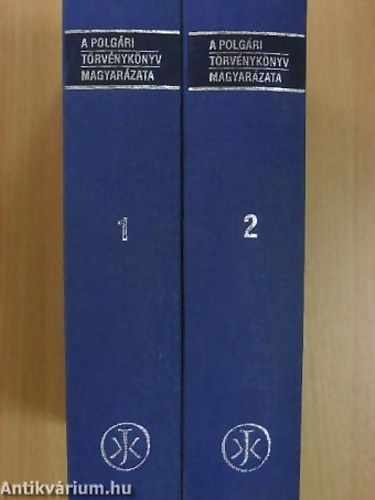 A POLGÁRI
TÖRVÉNYKÖNYV
MAGYARÁZATA
1
A POLGÁRI
TÖRVÉNYKÖNYV
MAGYARÁZATA
2
Antikvárium.hu